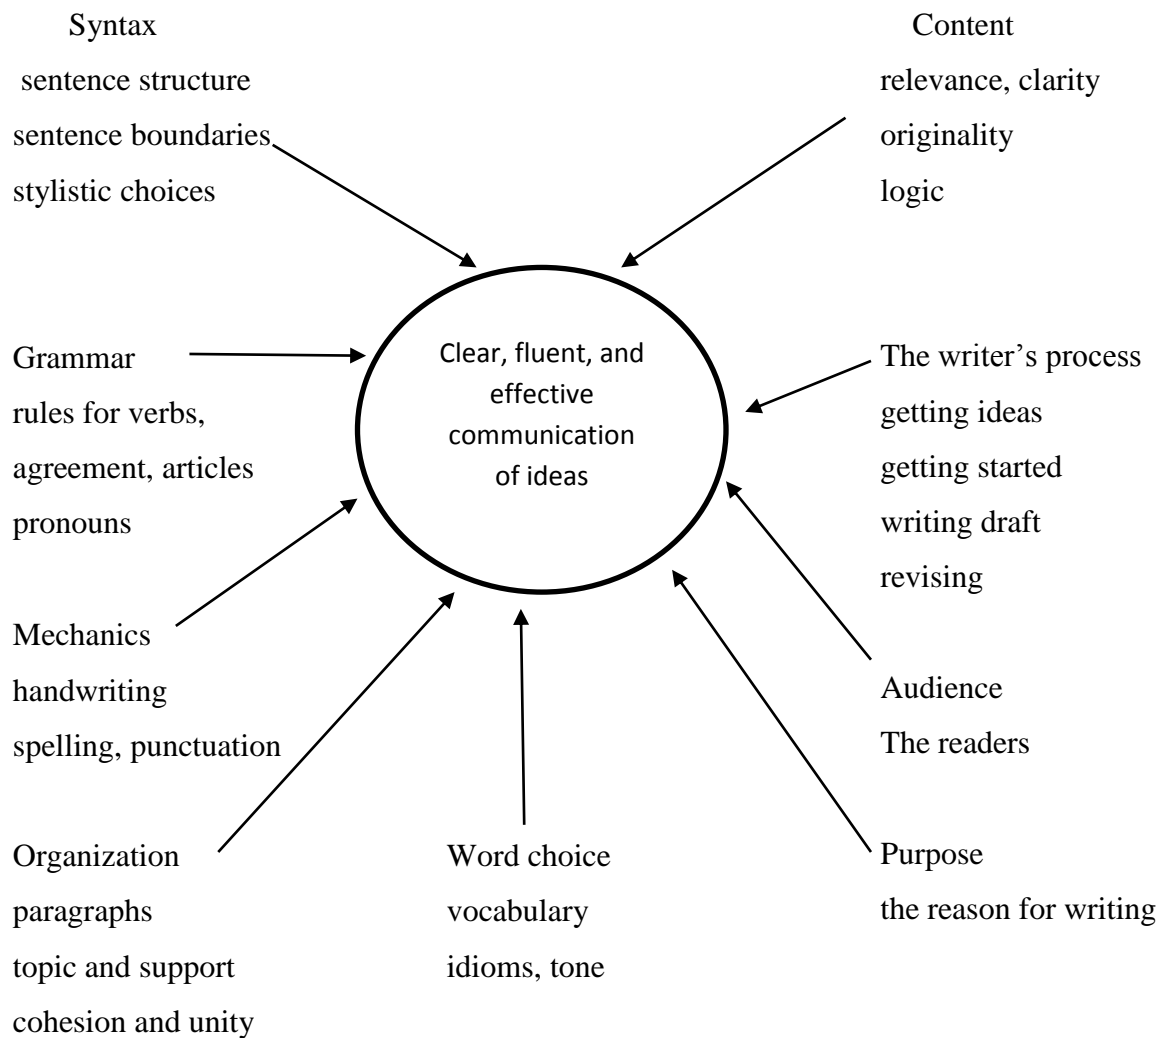 Syntax
sentence structure
sentence boundaries
stylistic choices
Content
relevance, clarity
originality
logic
Grammar
rules for verbs,
agreement, articles
pronouns
Clear, fluent, and
effective
communication
of ideas
The writer’s process
getting ideas
getting started
writing draft
revising
Mechanics
handwriting
spelling, punctuation
Audience
The readers
Organization
paragraphs
topic and support
cohesion and unity
Word choice
vocabulary
idioms, tone
Purpose
the reason for writing